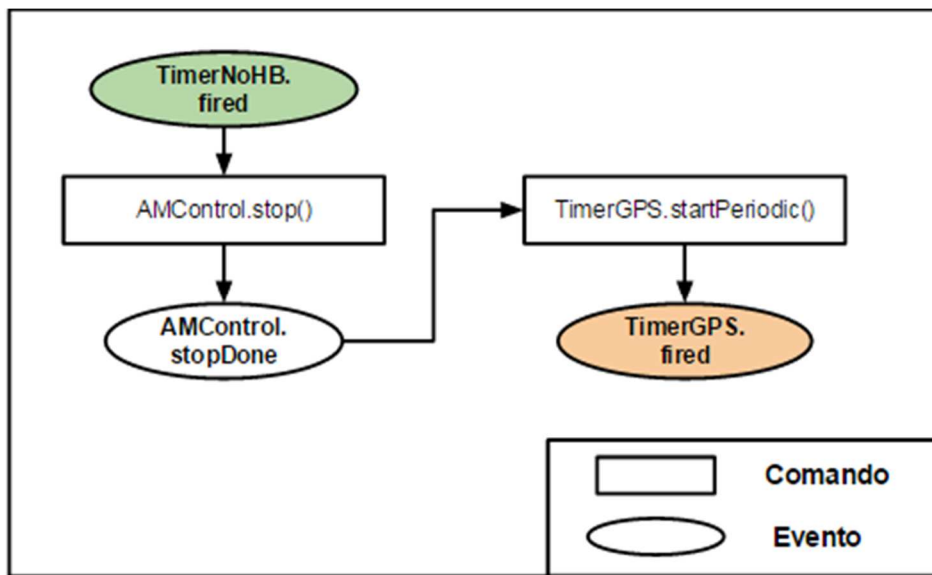 TimerNoHB.
fired
AMControl.stop()
TimerGPS.startPeriodic()
AMControl.
stopDone
TimerGPS.
fired
Comando
Evento